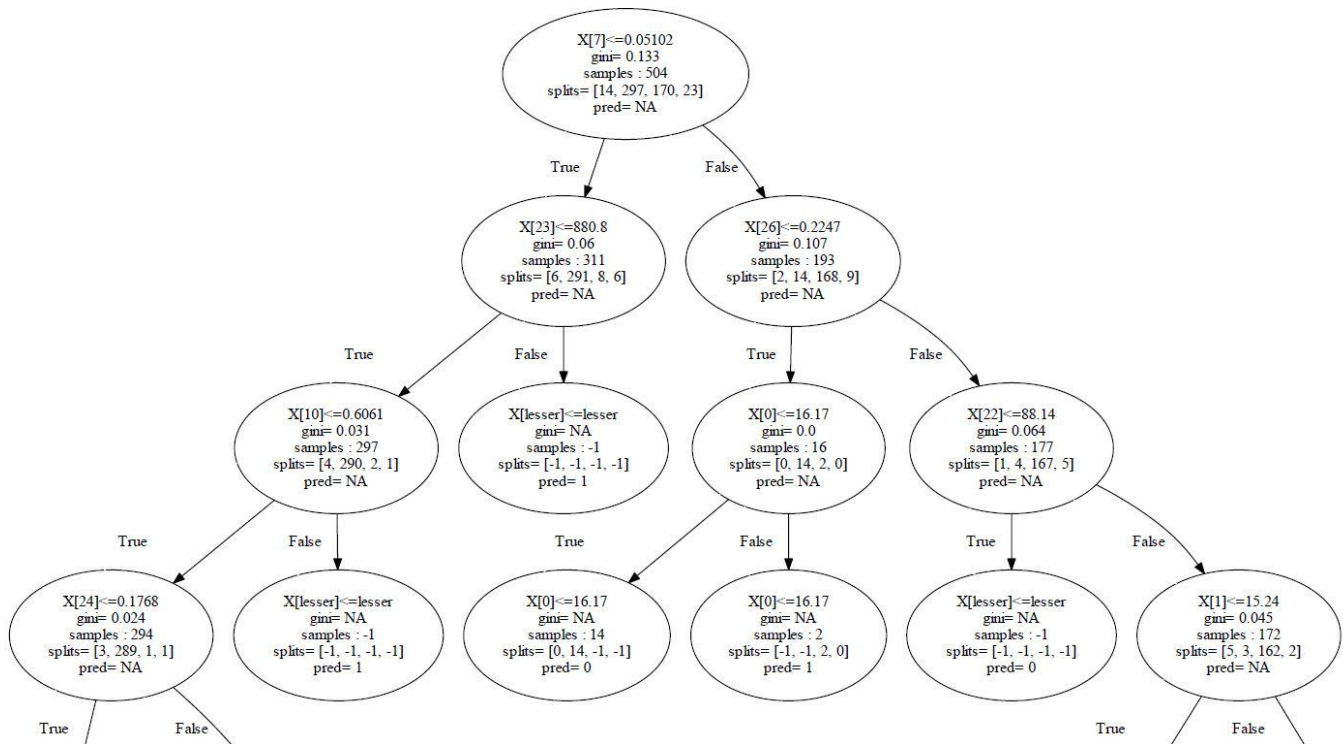 X[7]<=0.05102
gini= 0.133
samples : 504
splits= [14, 297, 170, 23]
pred= NA
True
False
X[23]<=880.8
gini= 0.06
samples : 311
splits= [6, 291, 8, 6]
pred= NA
X[26]<=0.2247
gini= 0.107
samples : 193
splits= [2, 14, 168, 9]
pred= NA
True
False
True
False
X[10]<=0.6061
gini= 0.031
samples : 297
splits= [4, 290, 2, 1]
pred= NA
X[lesser]<=lesser
gini= NA
samples : -1
splits= [-1, -1, -1, -1]
pred= 1
X[0]<=16.17
gini= 0.0
samples : 16
splits= [0, 14, 2, 0]
pred= NA
X[22]<=88.14
gini= 0.064
samples : 177
splits= [1, 4, 167, 5]
pred= NA
True
False
True
False
True
False
X[24]<=0.1768
gini= 0.024
samples : 294
splits= [3, 289, 1, 1]
pred= NA
X[lesser]<=lesser
gini= NA
samples : -1
splits= [-1, -1, -1, -1]
pred= 1
X[0]<=16.17
gini= NA
samples : 14
splits= [0, 14, -1, -1]
pred= 0
X[0]<=16.17
gini= NA
samples : 2
splits= [-1, -1, 2, 0]
pred= 1
X[lesser]<=lesser
gini= NA
samples : -1
splits= [-1, -1, -1, -1]
pred= 0
X[1]<=15.24
gini= 0.045
samples : 172
splits= [5, 3, 162, 2]
pred= NA
True
False
True
False